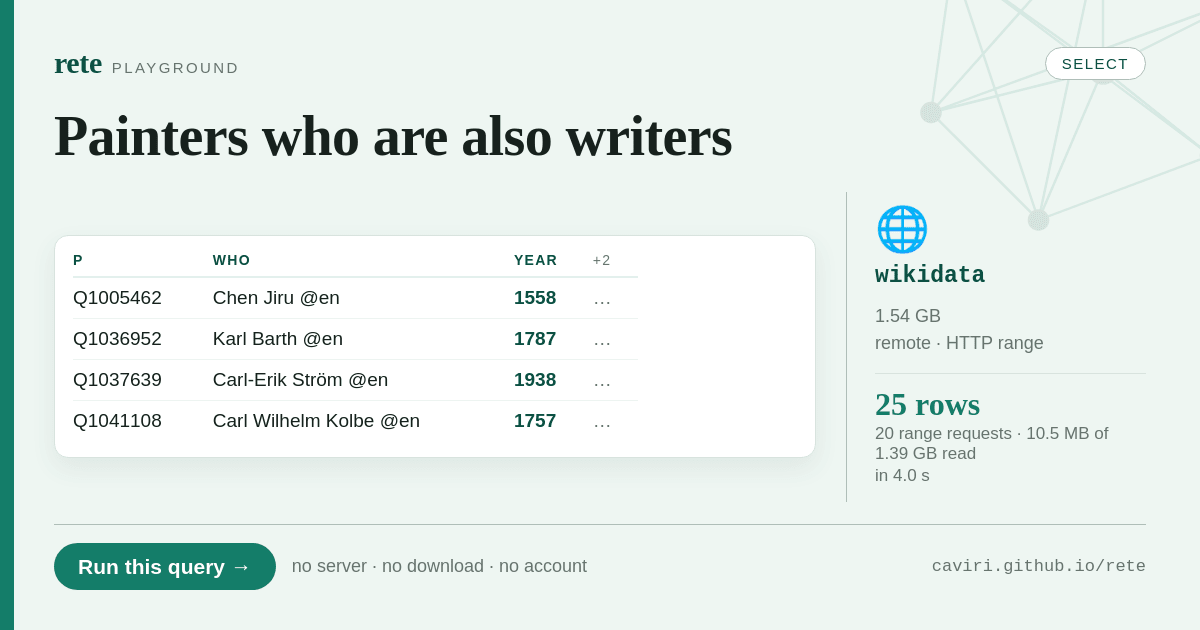 rete PLAYGROUND
SELECT
Painters who are also writers
P WHO YEAR +2
Q1005462 Chen Jiru @en 1558 …
Q1036952 Karl Barth @en 1787 …
Q1037639 Carl-Erik Ström @en 1938 …
Q1041108 Carl Wilhelm Kolbe @en 1757 …
wikidata
1.54 GB
remote · HTTP range
25 rows
20 range requests · 10.5 MB of
1.39 GB read
in 4.0 s
Run this query →
no server · no download · no account
caviri.github.io/rete